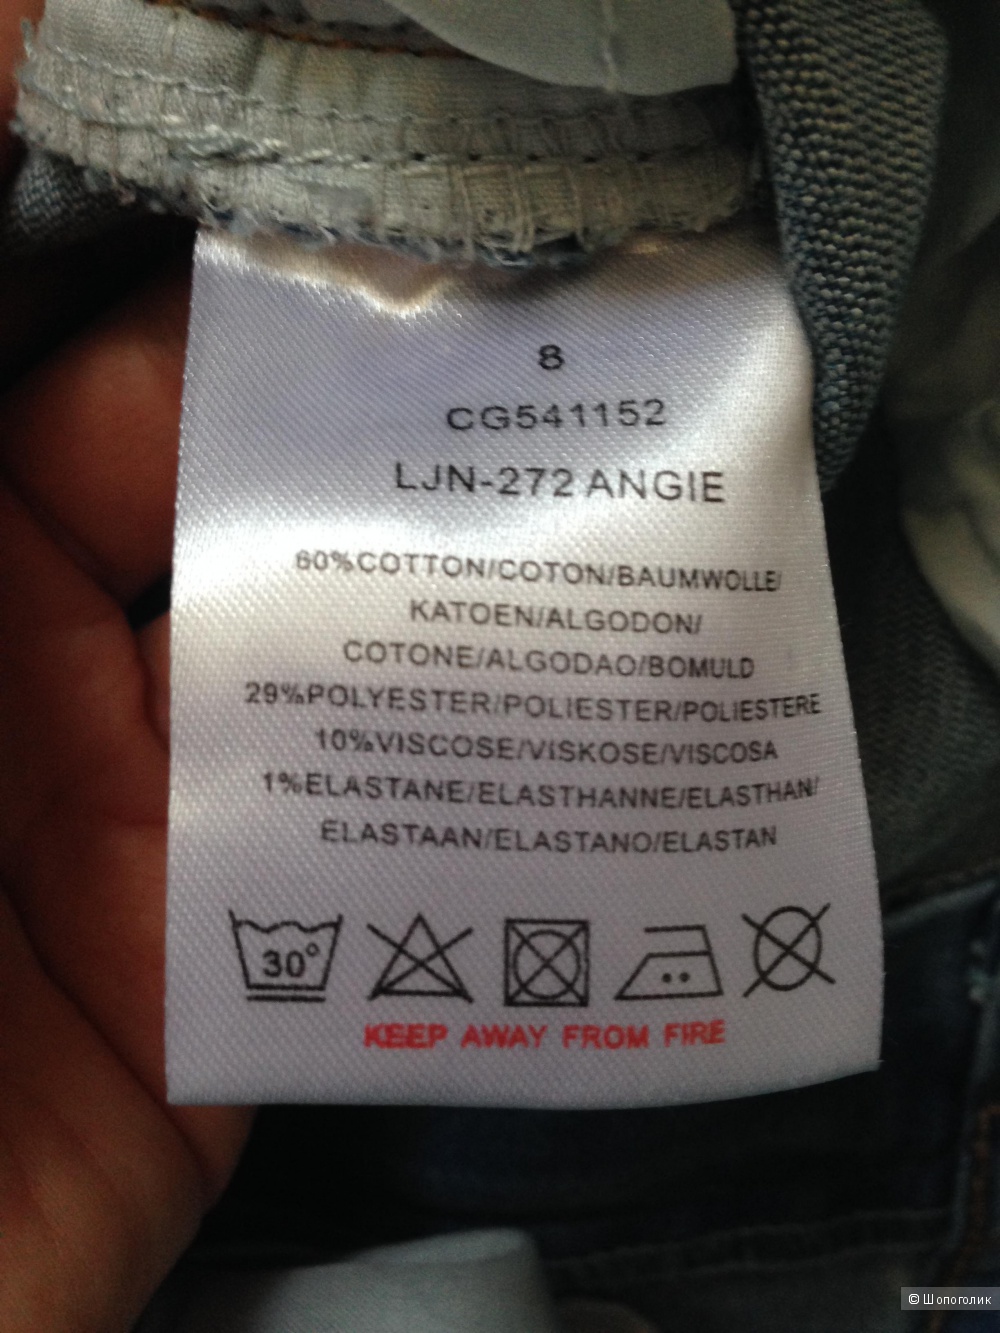 8
CG541152
LJN-272 ANGIE
60%COTTON/COTON/BAUMWOLLE/
KATOEN/ALGODON/
COTONE/ALGODAO/BOMULD
29%POLYESTER/POLIESTER/POLIESTERE
10%VISCOSE/VISKOSE/VISCOSA
1%ELASTANE/ELASTHANNE/ELASTHAN/
ELASTAAN/ELASTANO/ELASTAN
30°
KEEP AWAY FROM FIRE
© Шопоголик